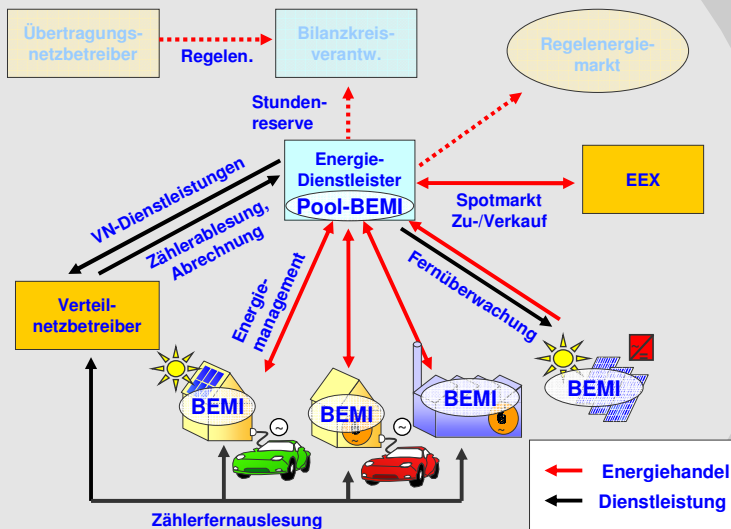 Übertragungs-
netzbetreiber
Regelen.
Bilanzkreis-
verantw.
Regelenergie-
markt
Stunden-
reserve
Energie-
Dienstleister
Pool-BEMI
EEX
Spotmarkt
Zu-/Verkauf
VN-Dienstleistungen
Zählerablesung,
Abrechnung
Energie-
management
Fernüberwachung
Verteil-
netzbetreiber
BEMI
BEMI
BEMI
BEMI
~
~
~
~
Energiehandel
Dienstleistung
Zählerfernauslesung